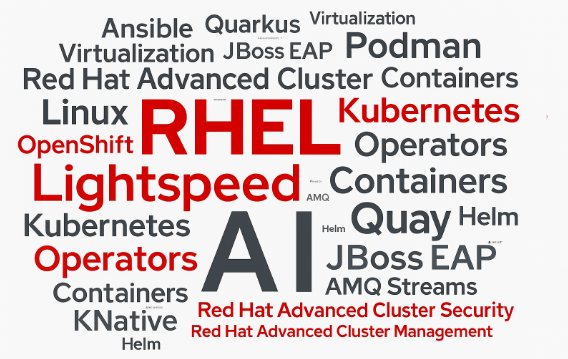 Ansible Quarkus Virtualization
Virtualization JBoss EAP Podman
Red Hat Advanced Cluster Containers
Linux RHEL Kubernetes
OpenShift Operators
Lightspeed AMQ Containers
Kubernetes AI Helm Quay Helm
Operators JBoss EAP
Containers AMQ Streams
KNative Red Hat Advanced Cluster Security
Helm Red Hat Advanced Cluster Management